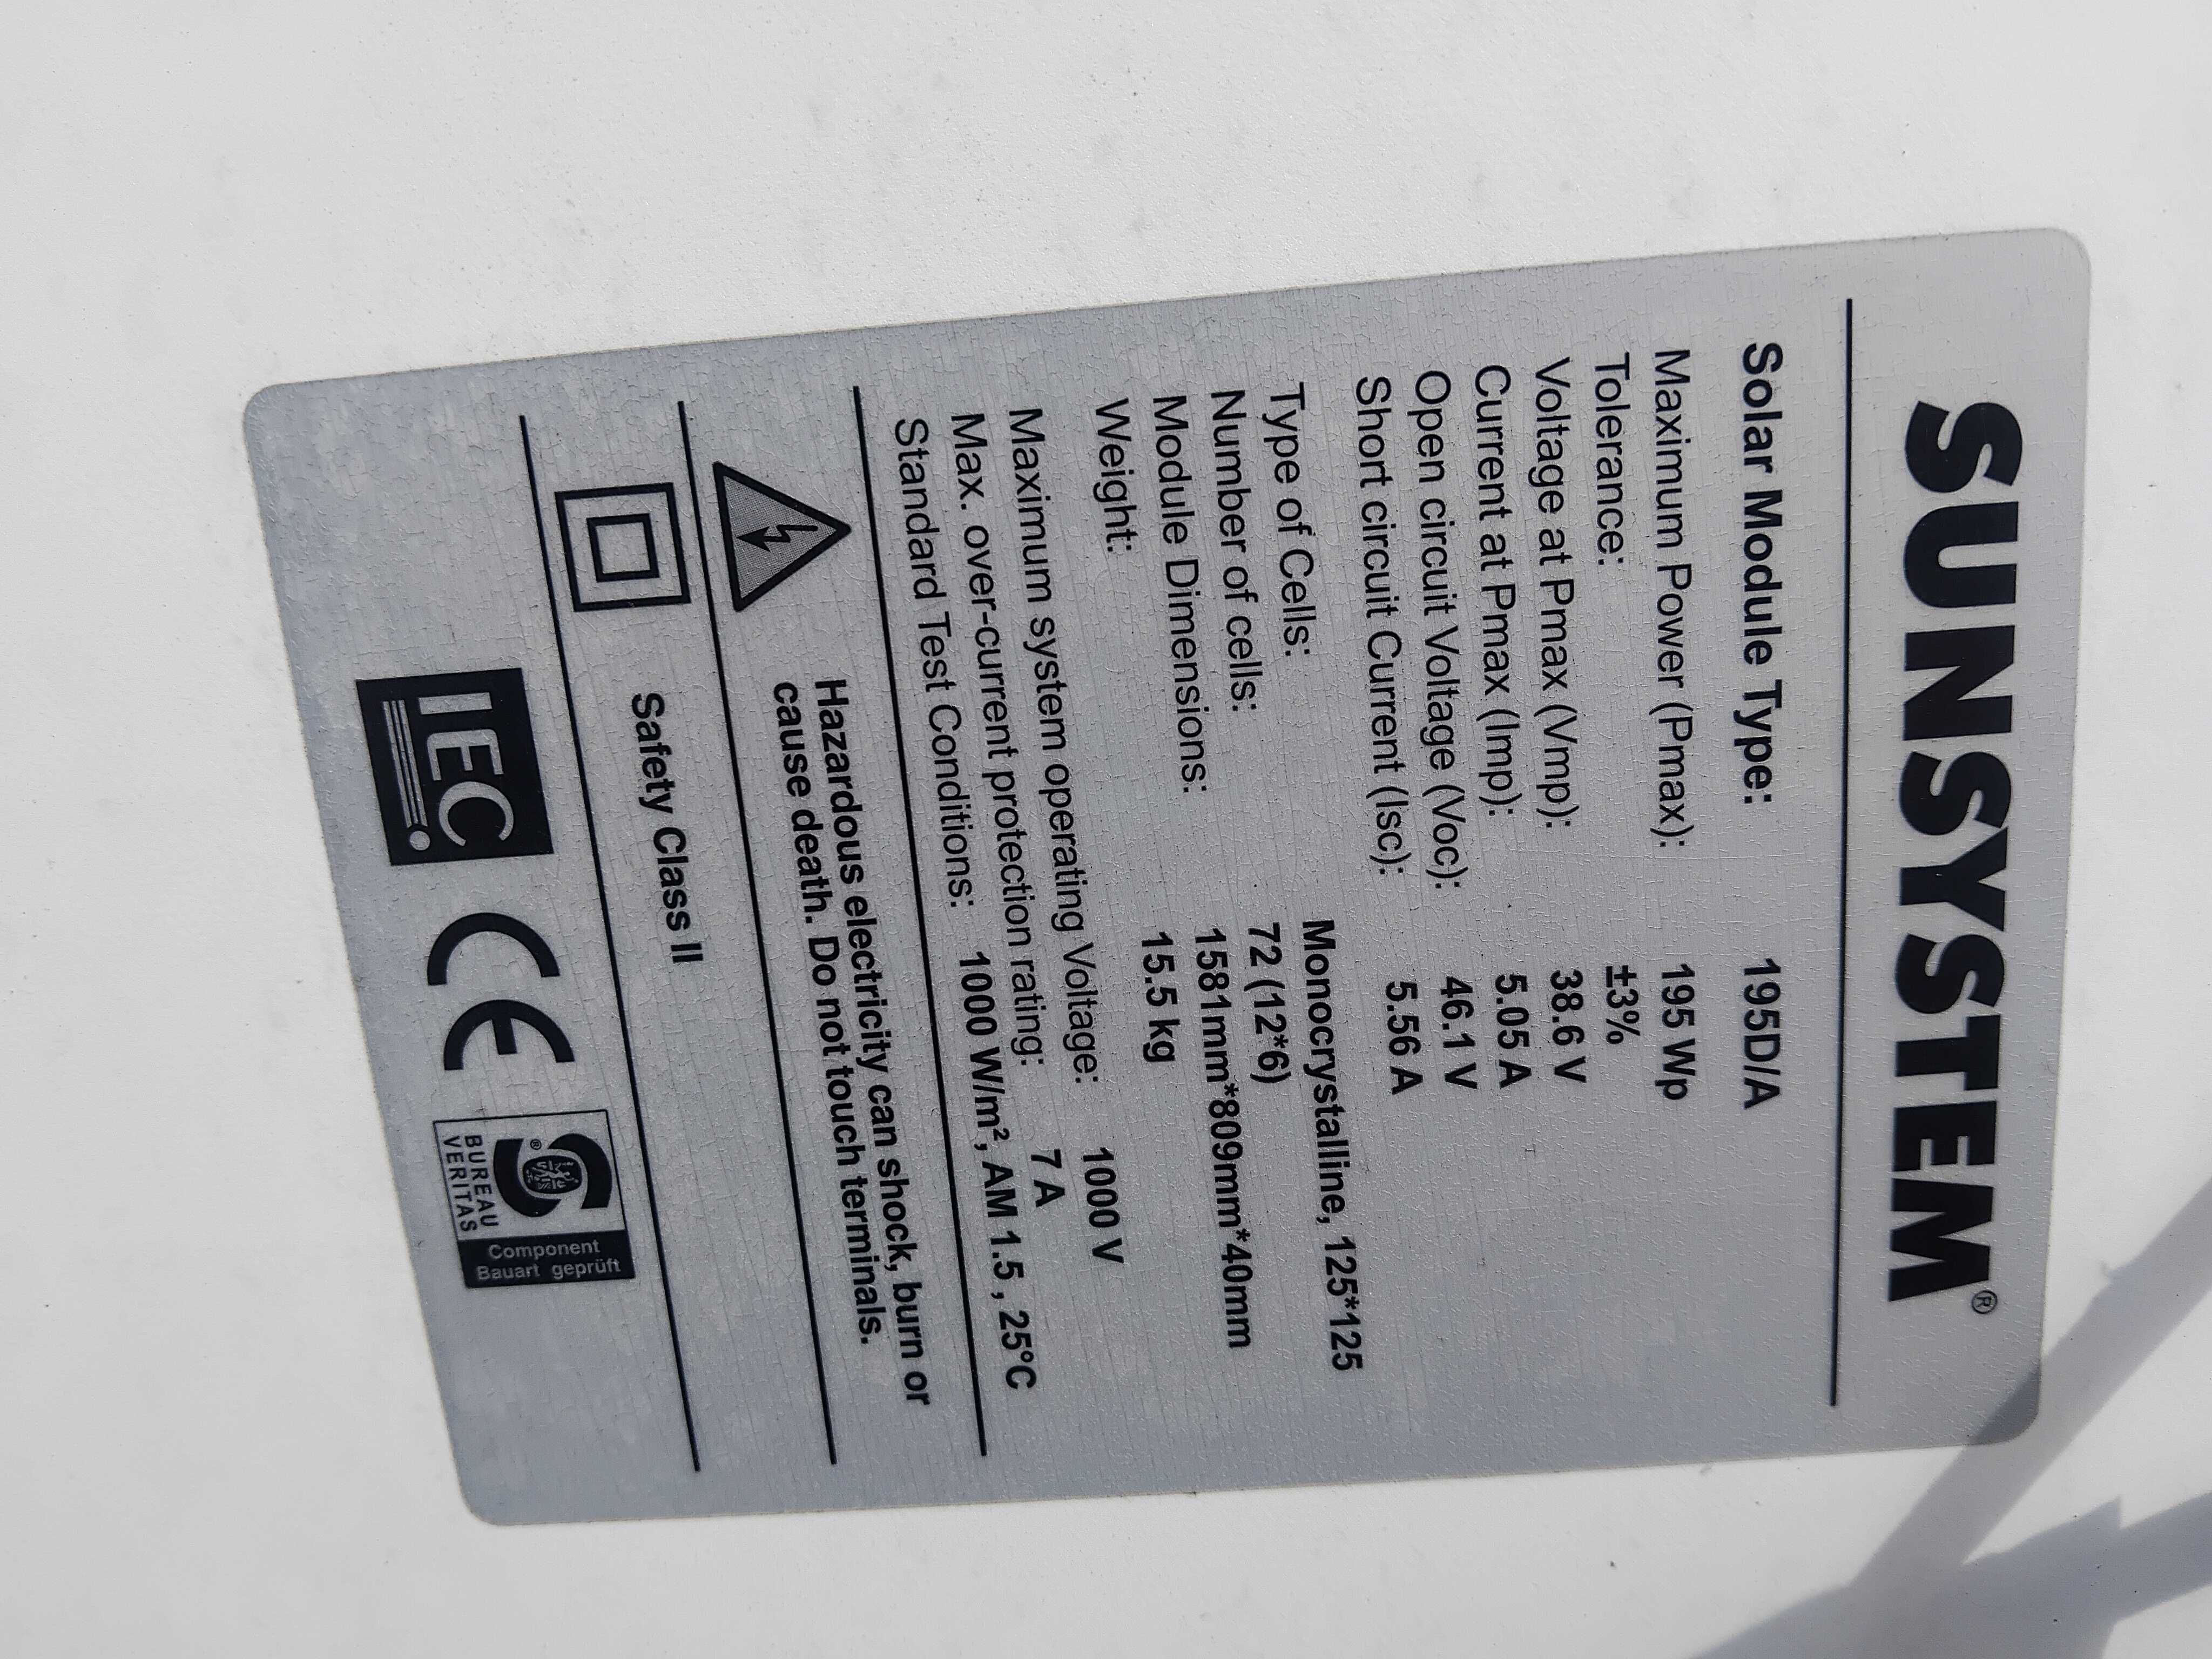 SUNSYSTEM®
Solar Module Type: 195D/A
Maximum Power (Pmax): 195 Wp
Tolerance: ±3%
Voltage at Pmax (Vmp): 38.6 V
Current at Pmax (Imp): 5.05 A
Open circuit Voltage (Voc): 46.1 V
Short circuit Current (Isc): 5.56 A
Type of Cells: Monocrystalline, 125*125
Number of cells: 72 (12*6)
Module Dimensions: 1581mm*809mm*40mm
Weight: 15.5 kg
Maximum system operating Voltage: 1000 V
Max. over-current protection rating: 7 A
Standard Test Conditions: 1000 W/m², AM 1.5 , 25°C
Hazardous electricity can shock, burn or
cause death. Do not touch terminals.
Safety Class II
IEC
CE
®
BUREAU
VERITAS
Component
Bauart geprüft